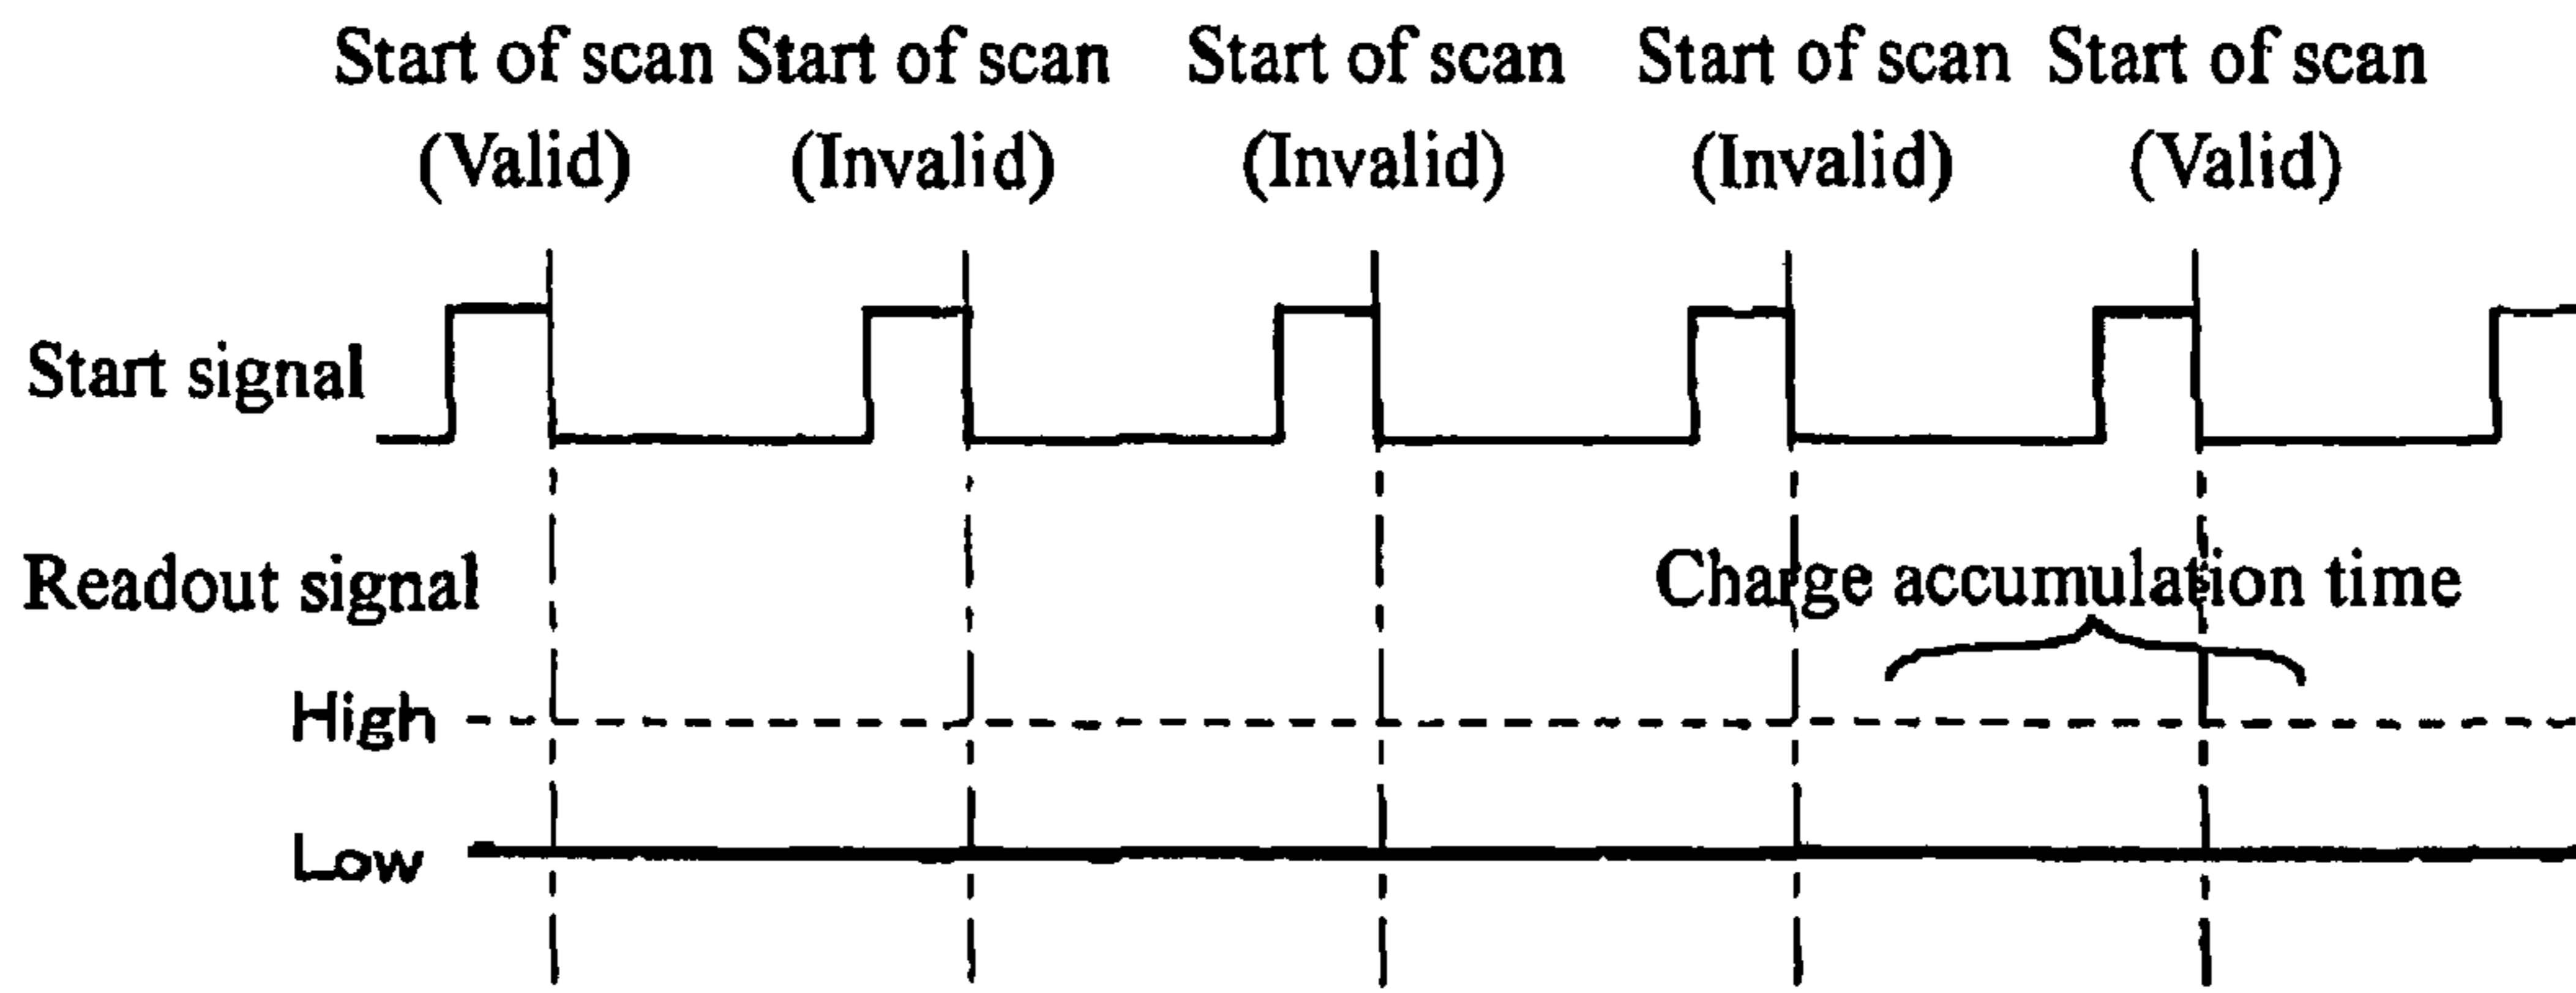 Start of scan Start of scan Start of scan Start of scan Start of scan
(Valid) (Invalid) (Invalid) (Invalid) (Valid)
Start signal
Readout signal
Charge accumulation time
High
Low